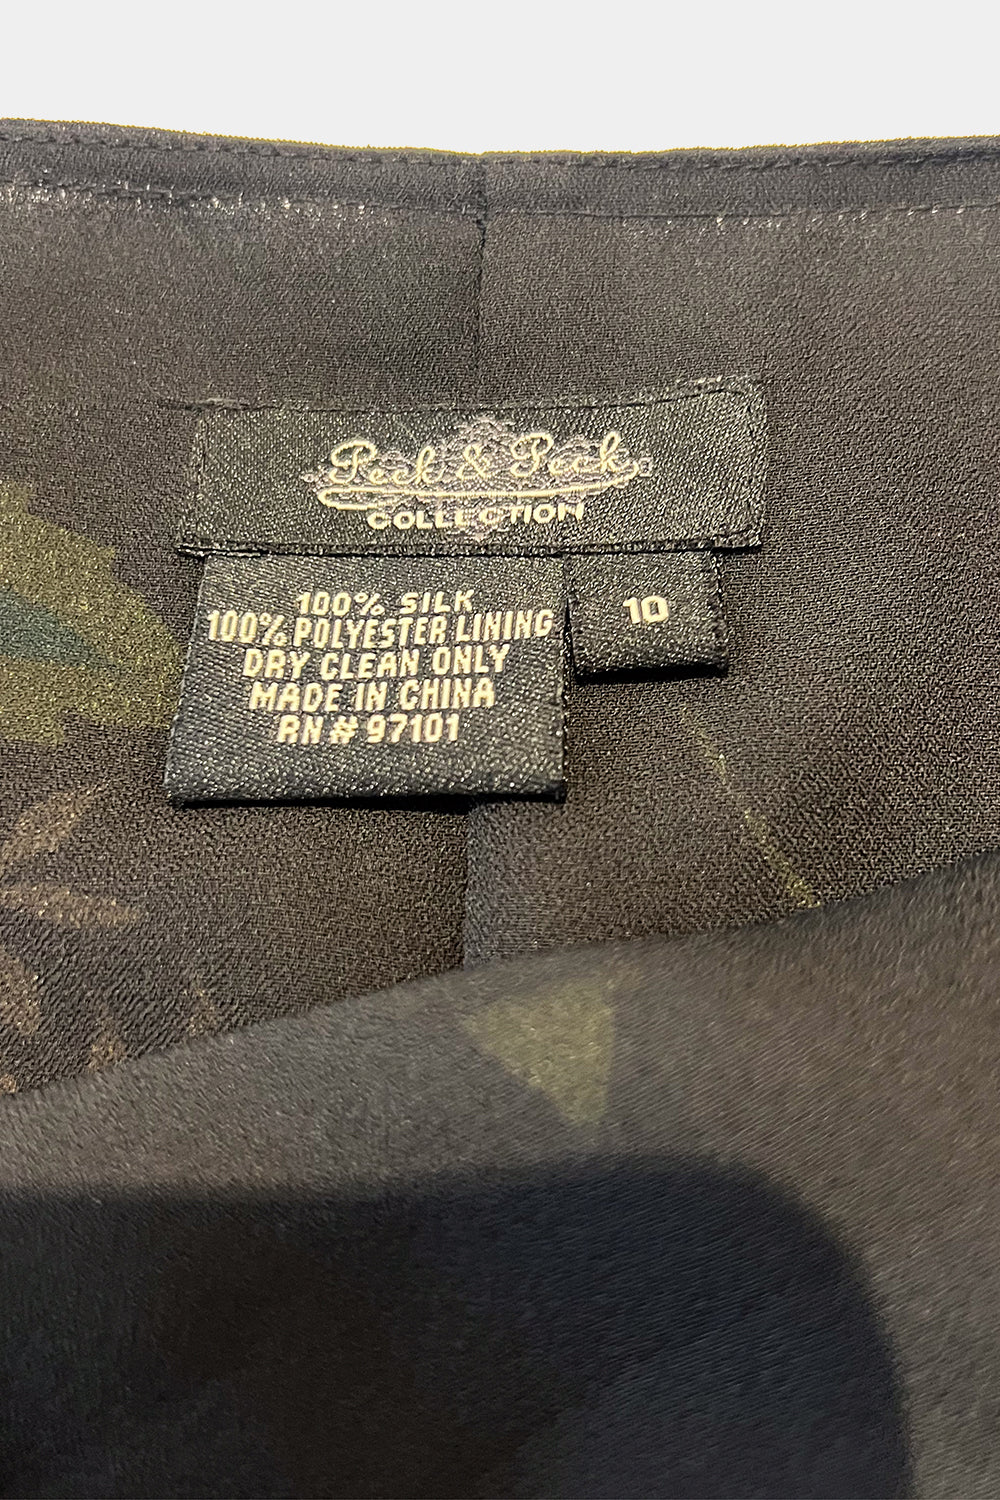 Peck & Peck
COLLECTION
100% SILK
100% POLYESTER LINING
DRY CLEAN ONLY
MADE IN CHINA
RN # 97101
10